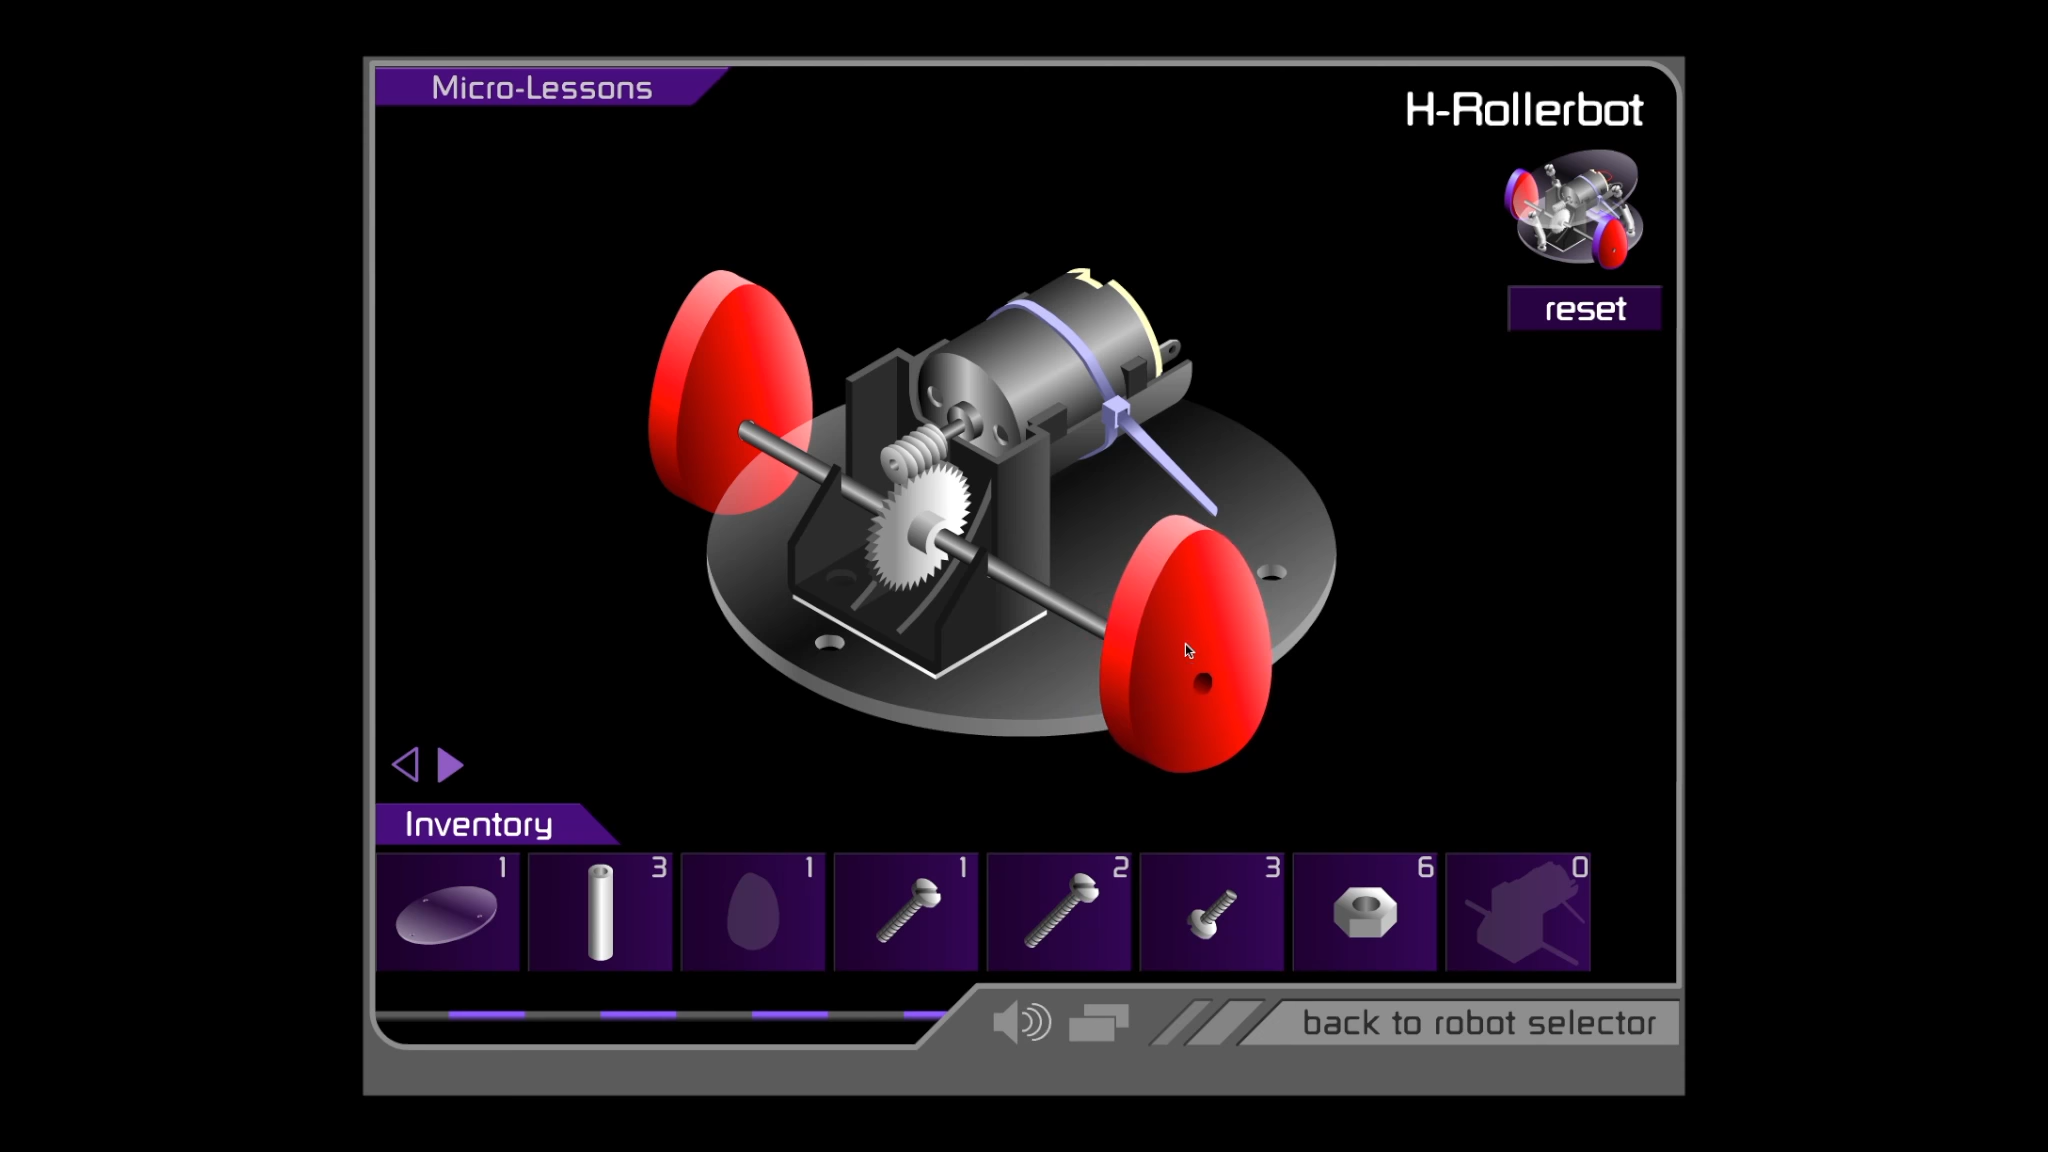 Micro-Lessons
H-Rollerbot
reset
Inventory
1
3
1
1
2
3
6
0
back to robot selector